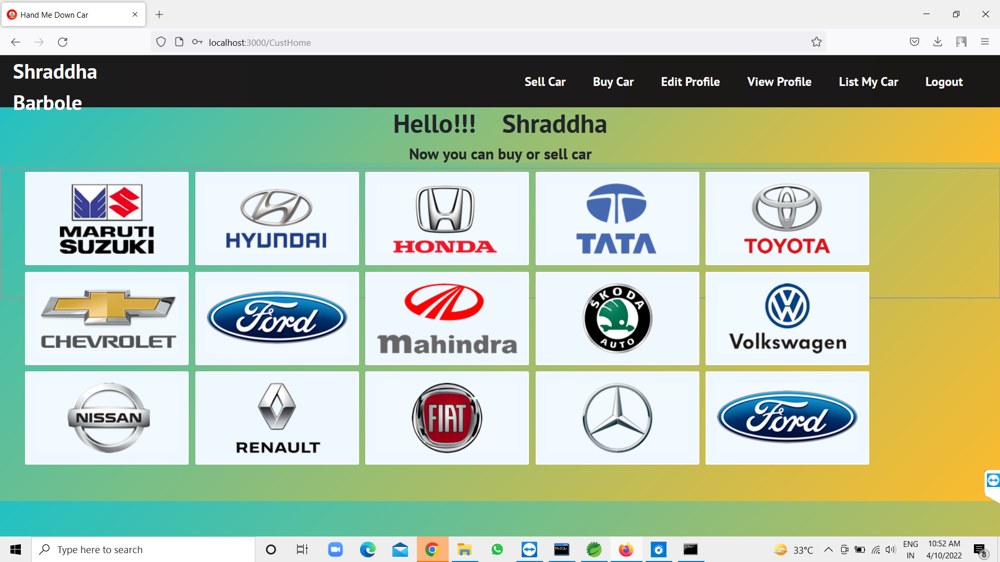 Hand Me Down Car
localhost:3000/CustHome
Shraddha
Barbole
Sell Car Buy Car Edit Profile View Profile List My Car Logout
Hello!!! Shraddha
Now you can buy or sell car
MARUTI
SUZUKI
HYUNDAI
HONDA
TATA
TOYOTA
CHEVROLET
Ford
mahindra
ŠKODA
AUTO
Volkswagen
NISSAN
RENAULT
FIAT
Ford
Type here to search
MySQL
33°C
ENG
IN
10:52 AM
4/10/2022
8